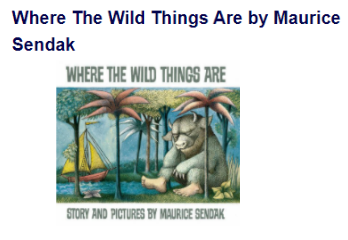 Where The Wild Things Are by Maurice
Sendak
WHERE THE WILD THINGS ARE
STORY AND PICTURES BY MAURICE SENDAK